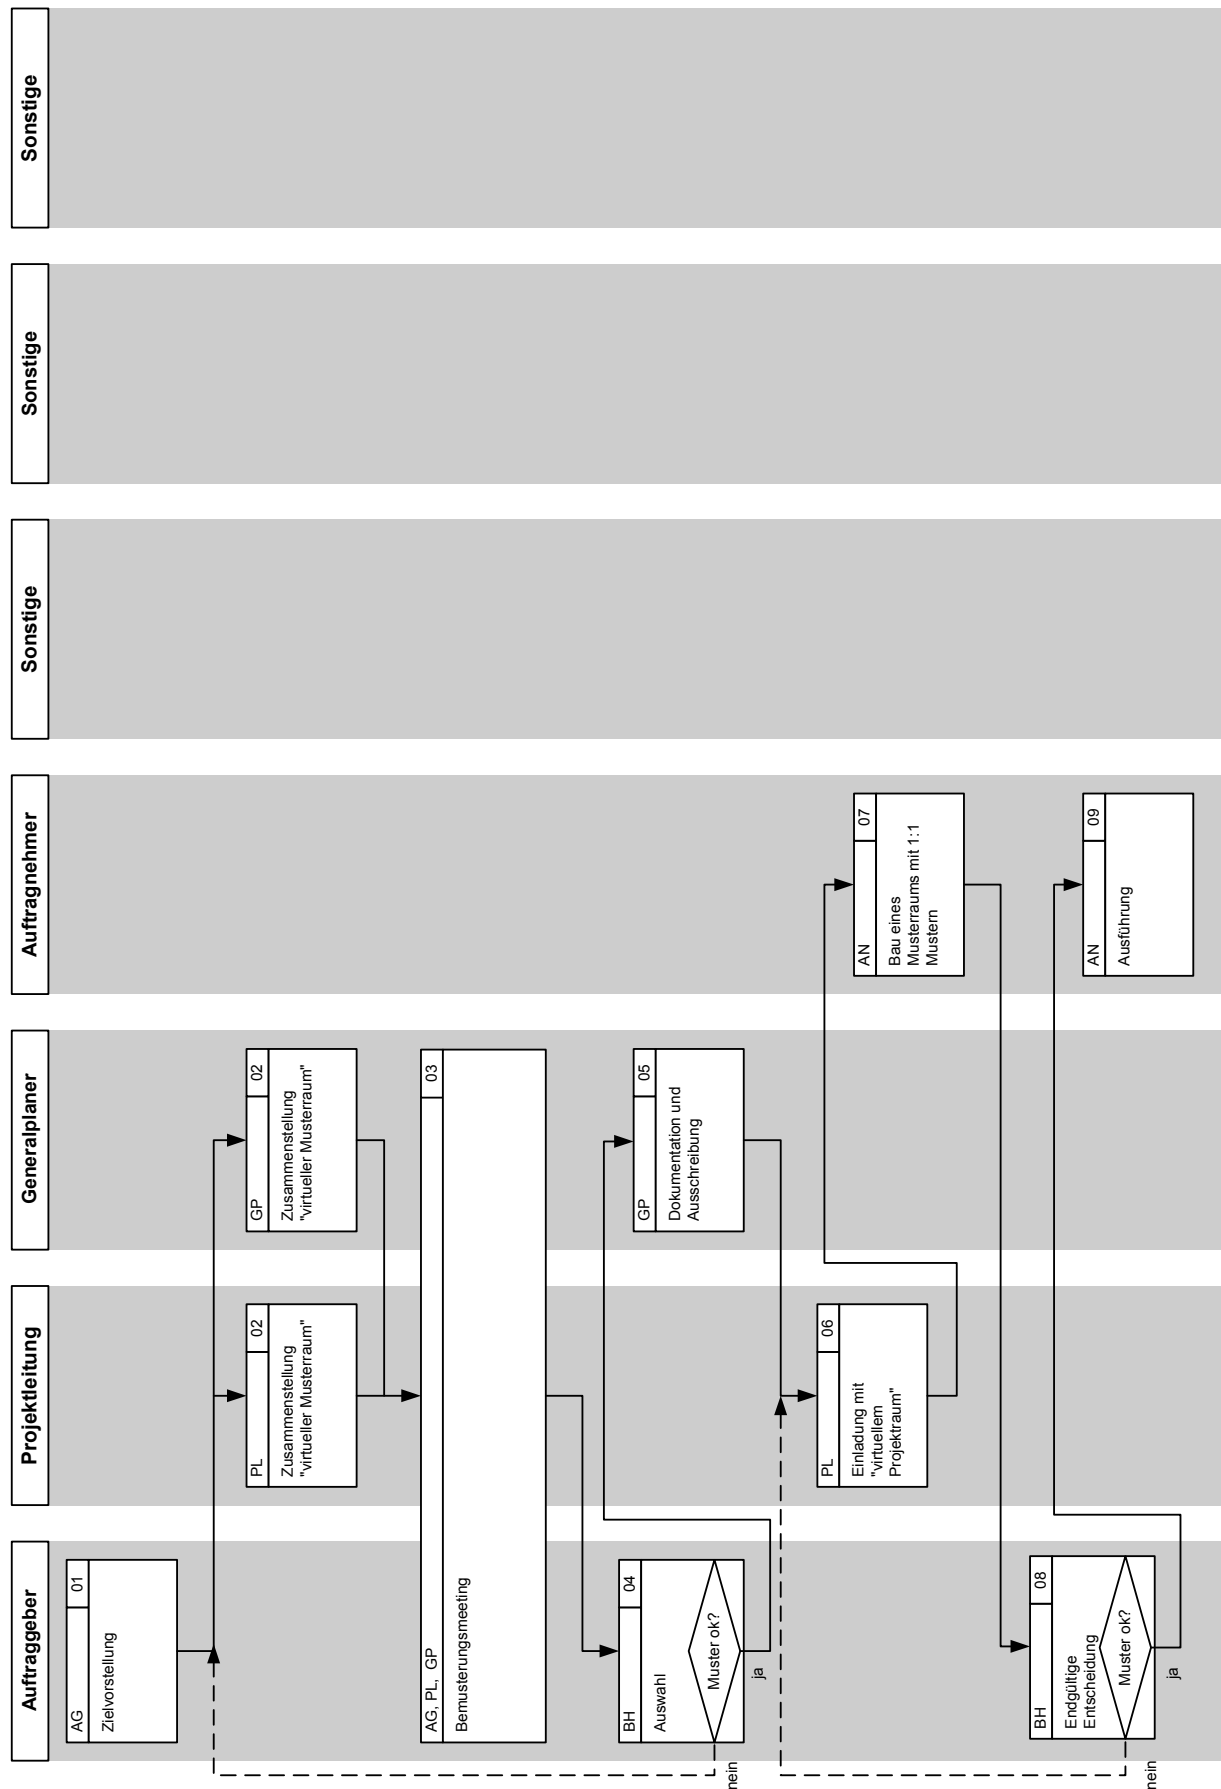 Auftraggeber
Projektleitung
Generalplaner
Auftragnehmer
Sonstige
Sonstige
Sonstige
AG
01
Zielvorstellung
PL
02
Zusammenstellung
"virtueller Musterraum"
GP
02
Zusammenstellung
"virtueller Musterraum"
AG, PL, GP
03
Bemusterungsmeeting
BH
04
Auswahl
Muster ok?
nein
ja
GP
05
Dokumentation und
Ausschreibung
PL
06
Einladung mit
"virtuellem
Projektraum"
AN
07
Bau eines
Musterraums mit 1:1
Mustern
BH
08
Endgültige
Entscheidung
Muster ok?
nein
ja
AN
09
Ausführung